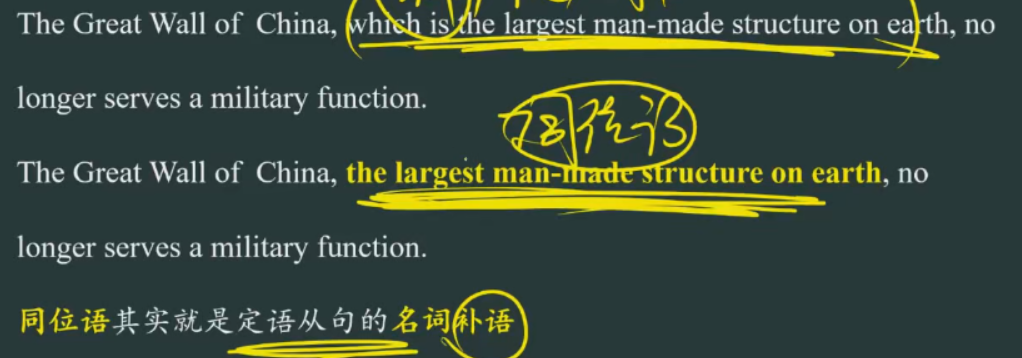 The Great Wall of China, which is the largest man-made structure on earth, no
longer serves a military function.
同位语
The Great Wall of China, the largest man-made structure on earth, no
longer serves a military function.
同位语其实就是定语从句的名词补语